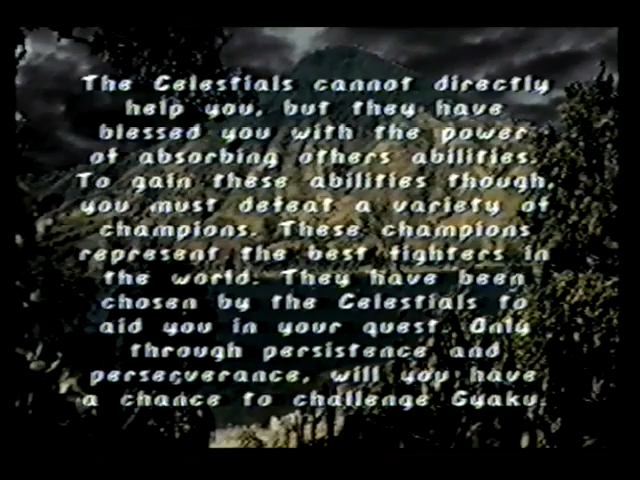 The Celestials cannot directly
help you, but they have
blessed you with the power
of absorbing others abilities.
To gain these abilities though,
you must defeat a variety of
champions. These champions
represent the best fighters in
the world. They have been
chosen by the Celestials to
aid you in your quest. Only
through persistence and
perserverance, will you have
a chance to challenge Gyaku.